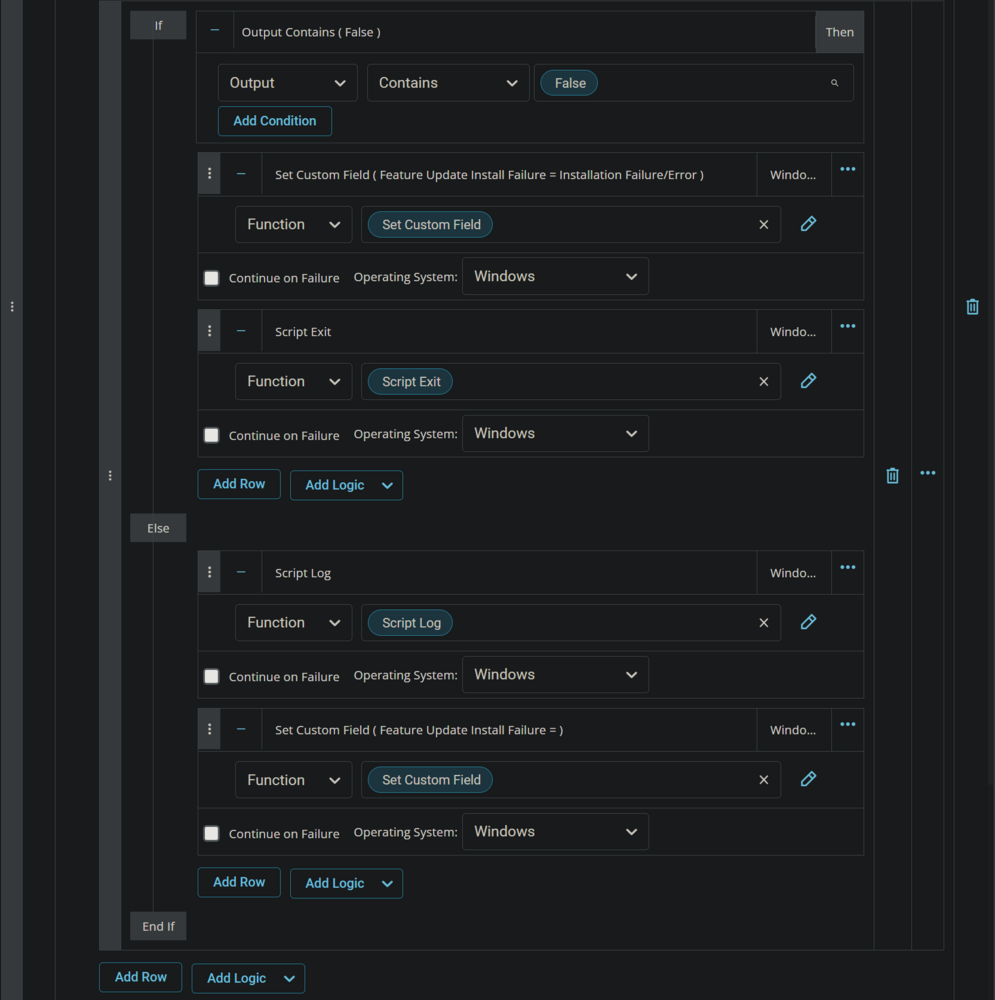 If
Output Contains ( False )
Then
Output
Contains
False
Add Condition
Set Custom Field ( Feature Update Install Failure = Installation Failure/Error )
Windo...
Function
Set Custom Field
Continue on Failure
Operating System:
Windows
Script Exit
Windo...
Function
Script Exit
Continue on Failure
Operating System:
Windows
Add Row
Add Logic
Else
Script Log
Windo...
Function
Script Log
Continue on Failure
Operating System:
Windows
Set Custom Field ( Feature Update Install Failure = )
Windo...
Function
Set Custom Field
Continue on Failure
Operating System:
Windows
Add Row
Add Logic
End If
Add Row
Add Logic